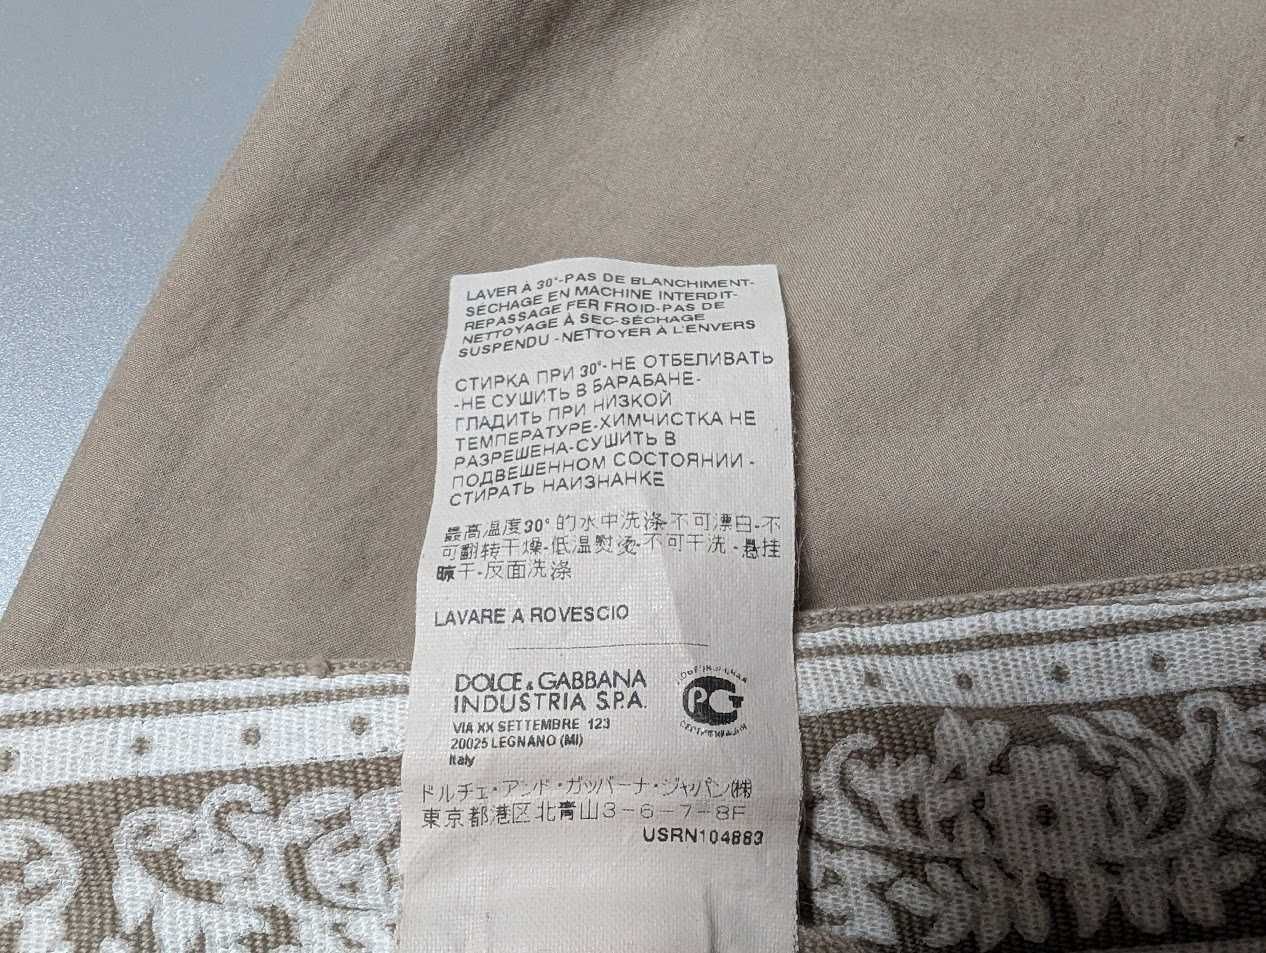 LAVER À 30°-PAS DE BLANCHIMENT-
SÉCHAGE EN MACHINE INTERDIT-
REPASSAGE FER FROID-PAS DE
NETTOYAGE À SEC-SÉCHAGE
SUSPENDU-NETTOYER À L'ENVERS
СТИРКА ПРИ 30°-НЕ ОТБЕЛИВАТЬ
-НЕ СУШИТЬ В БАРАБАНЕ-
ГЛАДИТЬ ПРИ НИЗКОЙ
ТЕМПЕРАТУРЕ-ХИМЧИСТКА НЕ
РАЗРЕШЕНА-СУШИТЬ В
ПОДВЕШЕННОМ СОСТОЯНИИ-
СТИРАТЬ НАИЗНАНКЕ
最高温度30°的水中洗涤-不可漂白-不
可翻转干燥-低温熨烫-不可干洗-悬挂
晾干-反面洗涤
LAVARE A ROVESCIO
DOLCE & GABBANA
INDUSTRIA S.P.A.
VIA XX SETTEMBRE 123
20025 LEGNANO (MI)
Italy
РСТ
ドルチェ・アンド・ガッバーナ・ジャパン(株)
東京都港区北青山3-6-7-8F
USRN104883